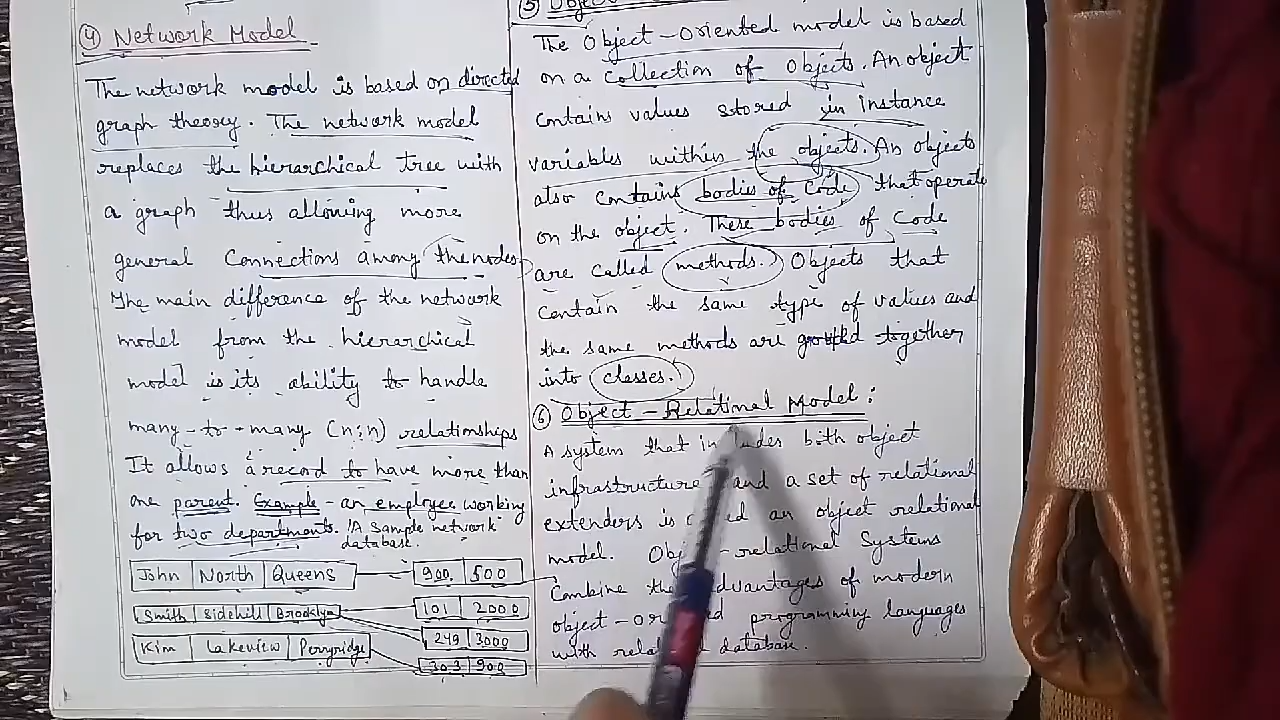 ④ Network Model
The network model is based on directed
graph theory. The network model
replaces the hierarchical tree with
a graph thus allowing more
general Connections among the nodes
The main difference of the network
model from the hierarchical
model is its ability to handle
many-to-many (n:n) relationships
It allows a record to have more than
one parent. Example - an employee working
for two departments. 'A Sample network
database.
John North Queens 900 500
Smith Sidehill Brooklyn 101 2000
249 3000
Kim Lakeview Perryridge
303 900
⑤ Object
The Object-Oriented model is based
on a collection of objects. An object
contains values stored in instance
variables within the objects. An objects
also contains bodies of Code that operate
on the object. These bodies of Code
are called methods. Objects that
contain the same type of values and
the same methods are grouped together
into classes.
⑥ Object-Relational Model:
A system that includes both object
infrastructure and a set of relational
extenders is an object relational
model. -relational Systems
Combine the advantages of modern
programming languages
with database.